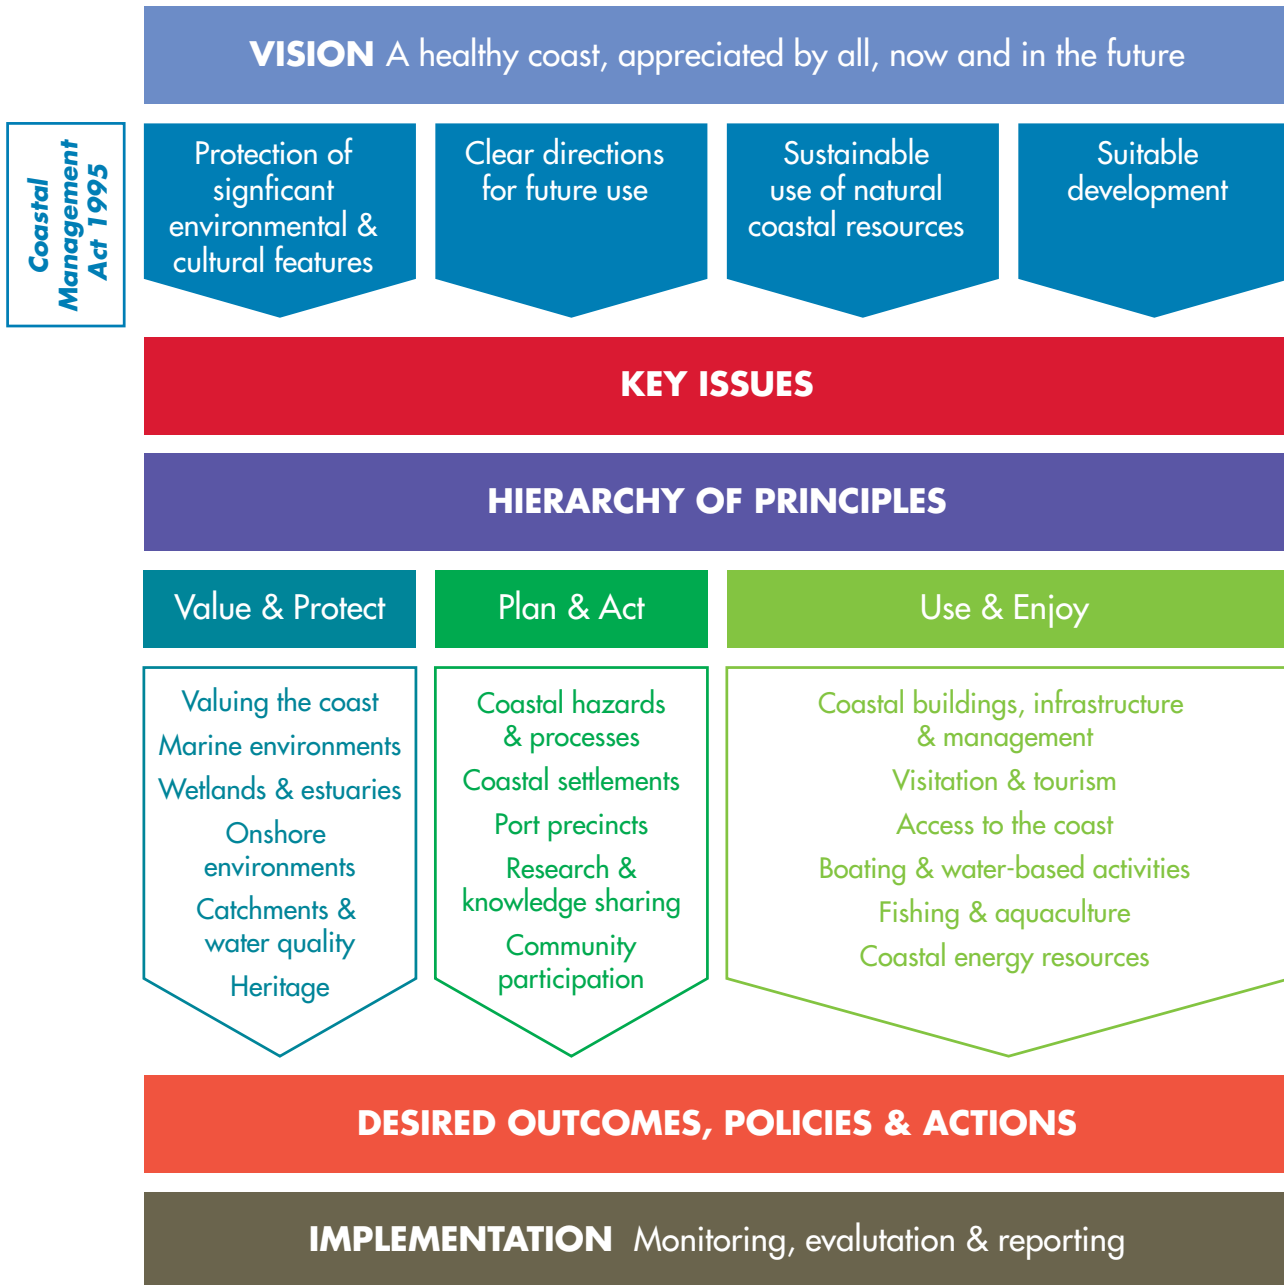 VISION A healthy coast, appreciated by all, now and in the future
Coastal
Management
Act 1995
Protection of
signficant
environmental &
cultural features
Clear directions
for future use
Sustainable
use of natural
coastal resources
Suitable
development
KEY ISSUES
HIERARCHY OF PRINCIPLES
Value & Protect
Plan & Act
Use & Enjoy
Valuing the coast
Marine environments
Wetlands & estuaries
Onshore
environments
Catchments &
water quality
Heritage
Coastal hazards
& processes
Coastal settlements
Port precincts
Research &
knowledge sharing
Community
participation
Coastal buildings, infrastructure
& management
Visitation & tourism
Access to the coast
Boating & water-based activities
Fishing & aquaculture
Coastal energy resources
DESIRED OUTCOMES, POLICIES & ACTIONS
IMPLEMENTATION Monitoring, evalutation & reporting